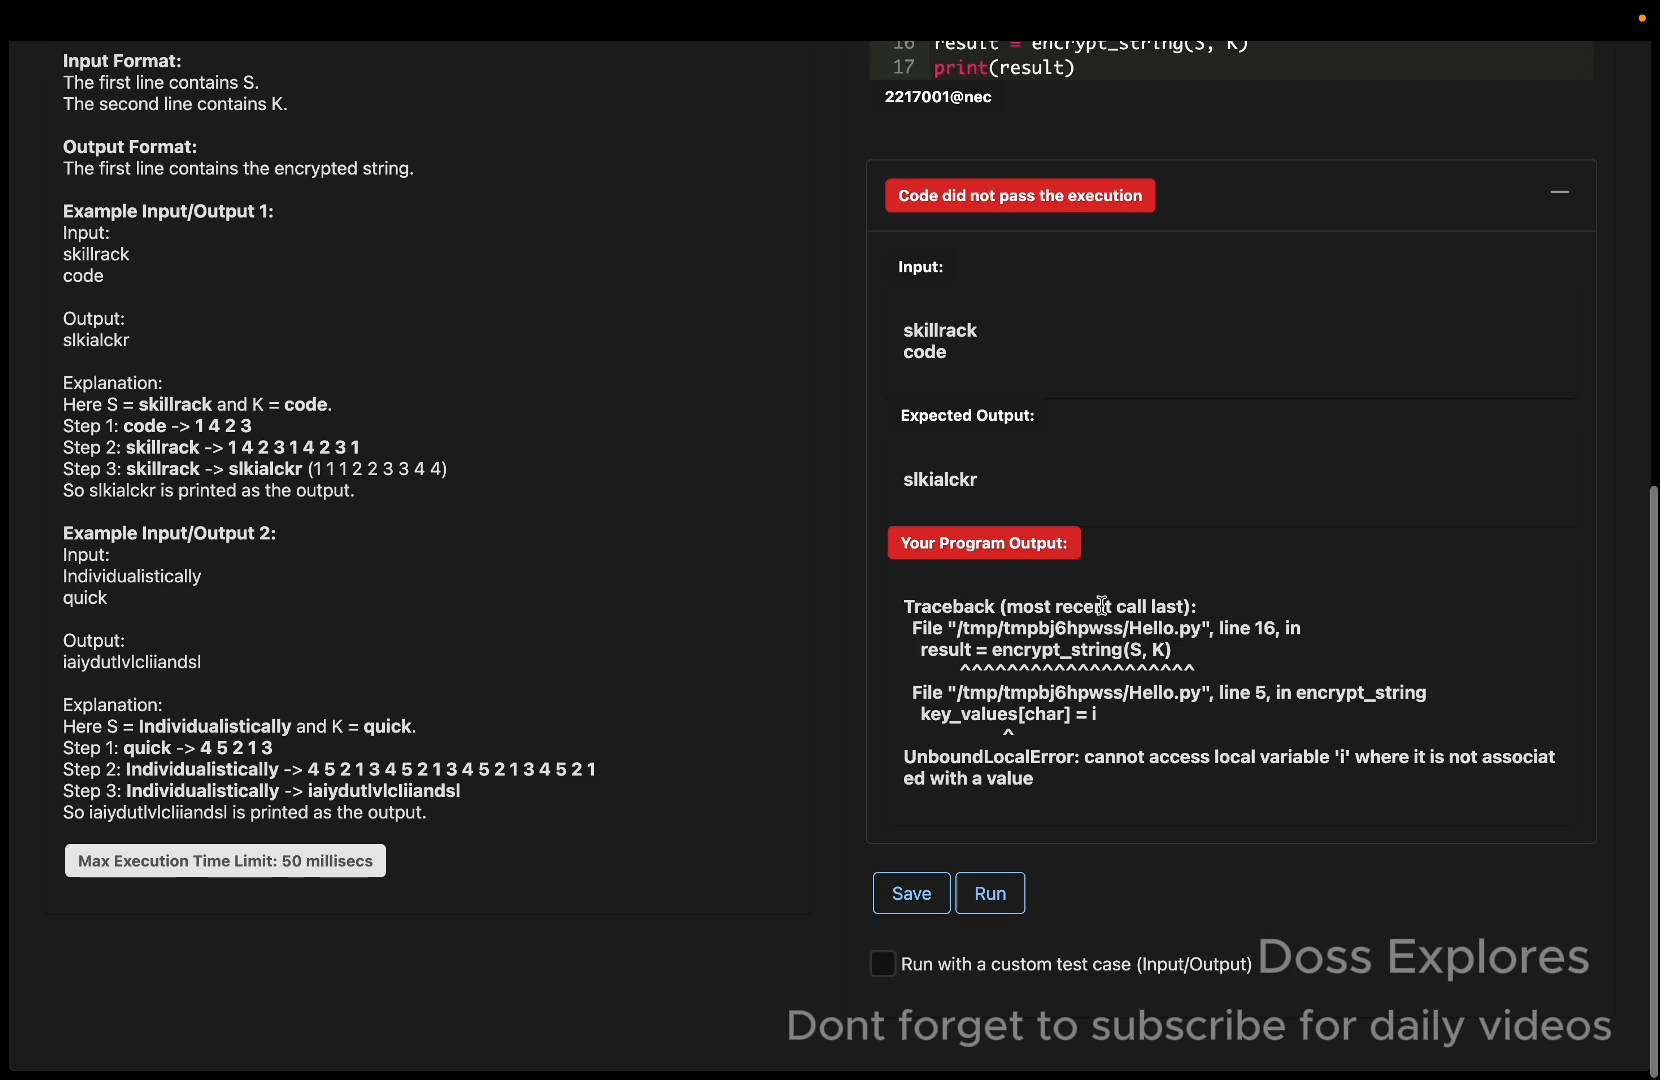 Input Format:
The first line contains S.
The second line contains K.
Output Format:
The first line contains the encrypted string.
Example Input/Output 1:
Input:
skillrack
code
Output:
slkialckr
Explanation:
Here S = skillrack and K = code.
Step 1: code -> 1 4 2 3
Step 2: skillrack -> 1 4 2 3 1 4 2 3 1
Step 3: skillrack -> slkialckr (1 1 1 2 2 3 3 4 4)
So slkialckr is printed as the output.
Example Input/Output 2:
Input:
Individualistically
quick
Output:
iaiydutlvlcliiandsl
Explanation:
Here S = Individualistically and K = quick.
Step 1: quick -> 4 5 2 1 3
Step 2: Individualistically -> 4 5 2 1 3 4 5 2 1 3 4 5 2 1 3 4 5 2 1
Step 3: Individualistically -> iaiydutlvlcliiandsl
So iaiydutlvlcliiandsl is printed as the output.
Max Execution Time Limit: 50 millisecs
16 result = encrypt_string(S, K)
17 print(result)
2217001@nec
Code did not pass the execution
Input:
skillrack
code
Expected Output:
slkialckr
Your Program Output:
Traceback (most recent call last):
File "/tmp/tmpbj6hpwss/Hello.py", line 16, in
result = encrypt_string(S, K)
^^^^^^^^^^^^^^^^^^^^
File "/tmp/tmpbj6hpwss/Hello.py", line 5, in encrypt_string
key_values[char] = i
^
UnboundLocalError: cannot access local variable 'i' where it is not associat
ed with a value
Save Run
Run with a custom test case (Input/Output)
Doss Explores
Dont forget to subscribe for daily videos